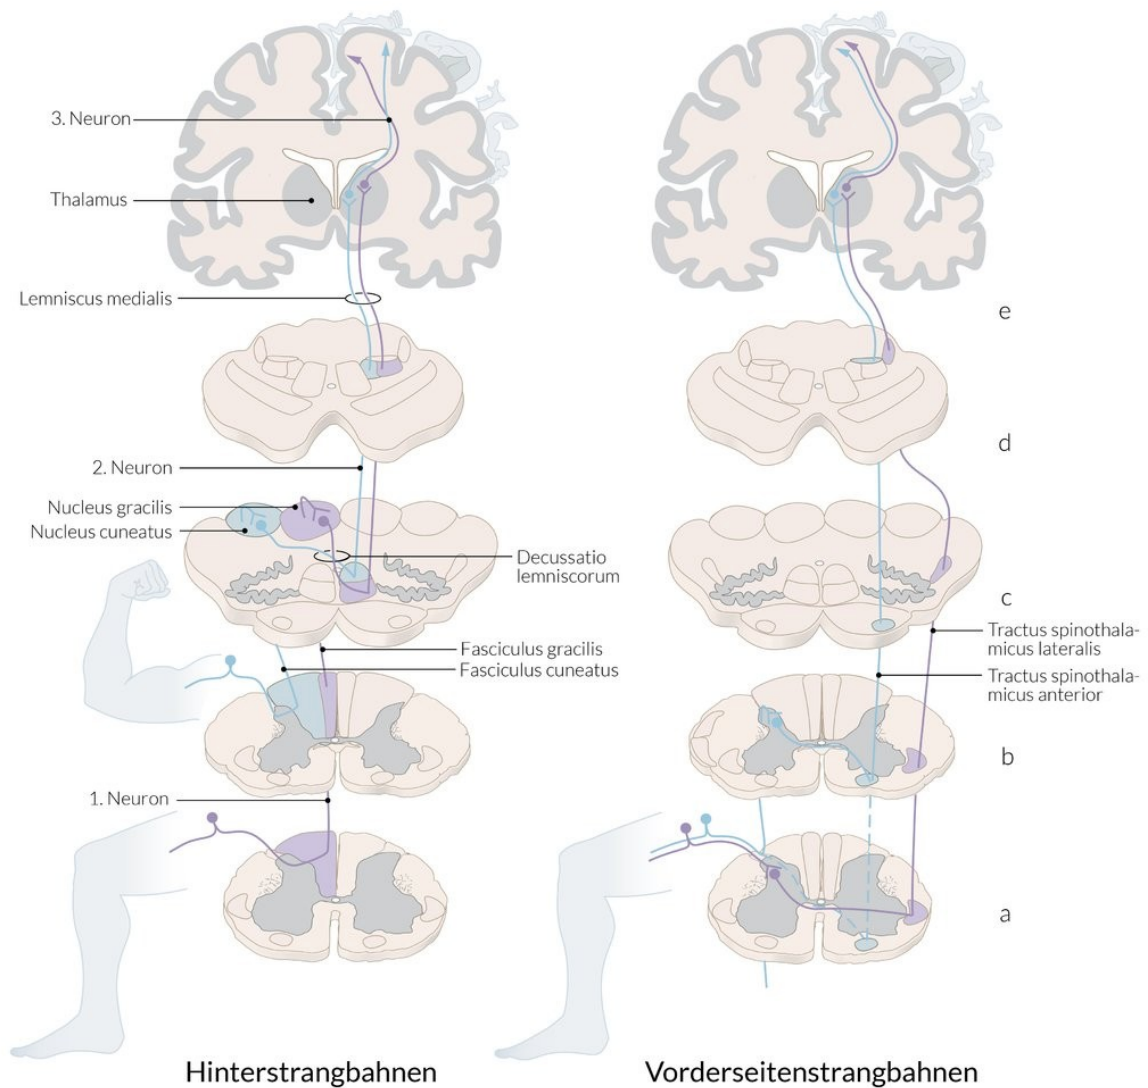 3. Neuron
Thalamus
Lemniscus medialis
e
d
2. Neuron
Nucleus gracilis
Nucleus cuneatus
Decussatio
lemniscorum
c
Tractus spinothala-
micus lateralis
Tractus spinothala-
micus anterior
Fasciculus gracilis
Fasciculus cuneatus
b
1. Neuron
a
Hinterstrangbahnen
Vorderseitenstrangbahnen